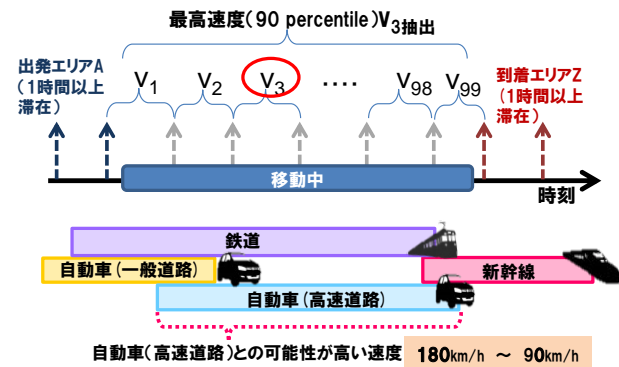 最高速度(90 percentile)V3抽出
出発エリアA
(1時間以上
滞在)
V1 V2 V3 ････ V98 V99
到着エリアZ
(1時間以上
滞在)
移動中
時刻
鉄道
自動車(一般道路)
新幹線
自動車(高速道路)
自動車(高速道路)との可能性が高い速度 180km/h ～ 90km/h